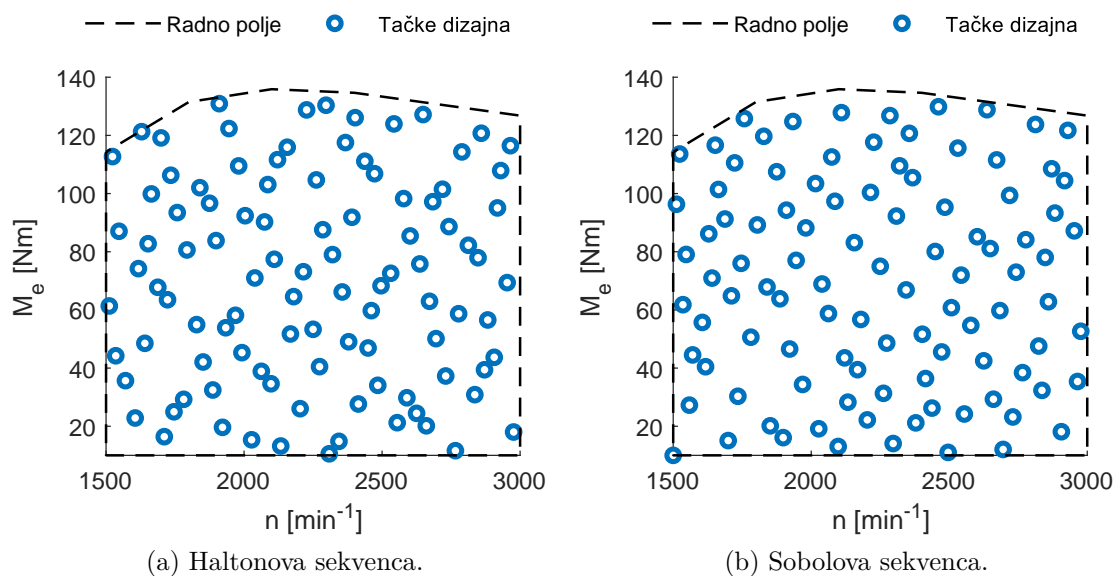 Radno polje Tačke dizajna
140
120
100
80
60
40
20
M_e [Nm]
1500 2000 2500 3000
n [min⁻¹]
(a) Haltonova sekvenca.
Radno polje Tačke dizajna
140
120
100
80
60
40
20
M_e [Nm]
1500 2000 2500 3000
n [min⁻¹]
(b) Sobolova sekvenca.